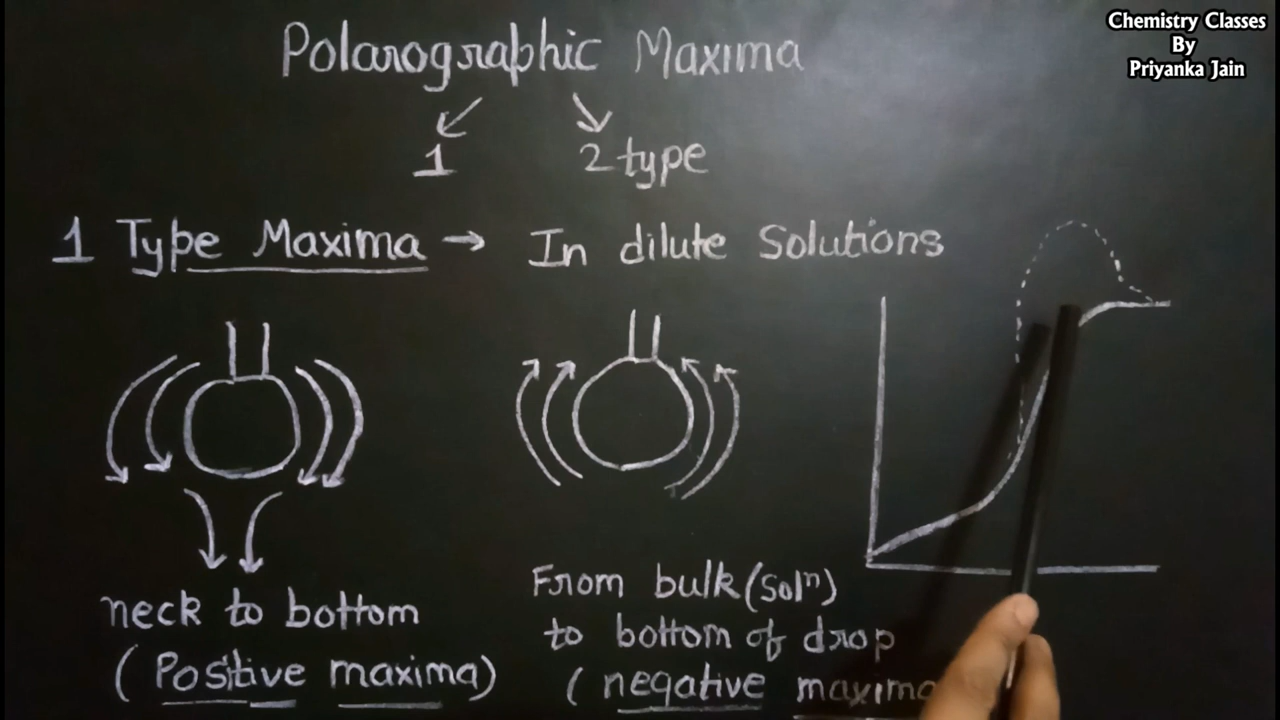 Chemistry Classes
By
Priyanka Jain
Polarographic Maxima
1 2 type
1 Type Maxima → In dilute Solutions
neck to bottom
(Positive maxima)
From bulk (Solⁿ)
to bottom of drop
(negative maxima